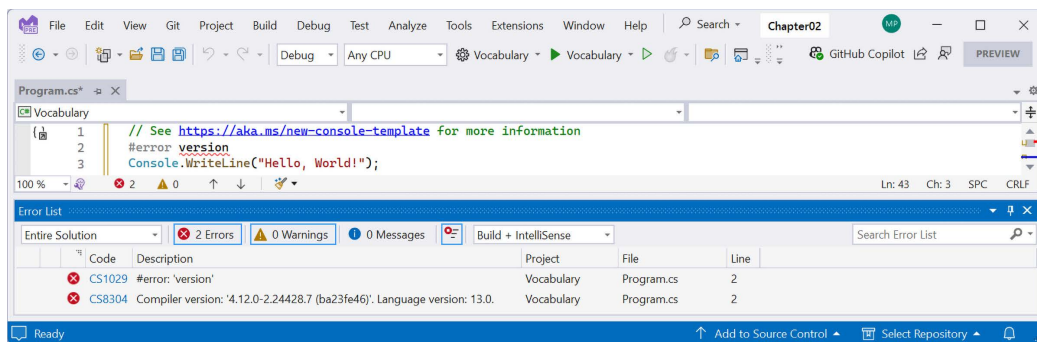 PRE File Edit View Git Project Build Debug Test Analyze Tools Extensions Window Help Search Chapter02 MP
Debug Any CPU Vocabulary Vocabulary GitHub Copilot PREVIEW
Program.cs*
C# Vocabulary
1 // See https://aka.ms/new-console-template for more information
2 #error version
3 Console.WriteLine("Hello, World!");
100 % 2 0 Ln: 43 Ch: 3 SPC CRLF
Error List
Entire Solution 2 Errors 0 Warnings 0 Messages Build + IntelliSense Search Error List
Code Description Project File Line
CS1029 #error: 'version' Vocabulary Program.cs 2
CS8304 Compiler version: '4.12.0-2.24428.7 (ba23fe46)'. Language version: 13.0. Vocabulary Program.cs 2
Ready Add to Source Control Select Repository